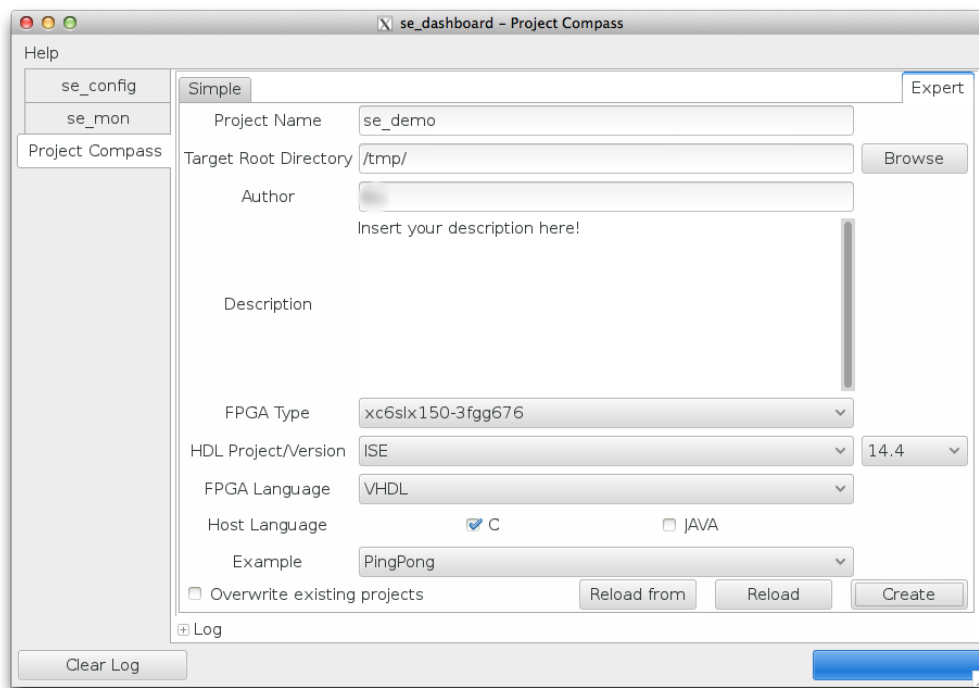 se_dashboard – Project Compass
Help
se_config
se_mon
Project Compass
Simple
Expert
Project Name se_demo
Target Root Directory /tmp/ Browse
Author
Insert your description here!
Description
FPGA Type xc6slx150-3fgg676
HDL Project/Version ISE 14.4
FPGA Language VHDL
Host Language C JAVA
Example PingPong
Overwrite existing projects Reload from Reload Create
Log
Clear Log